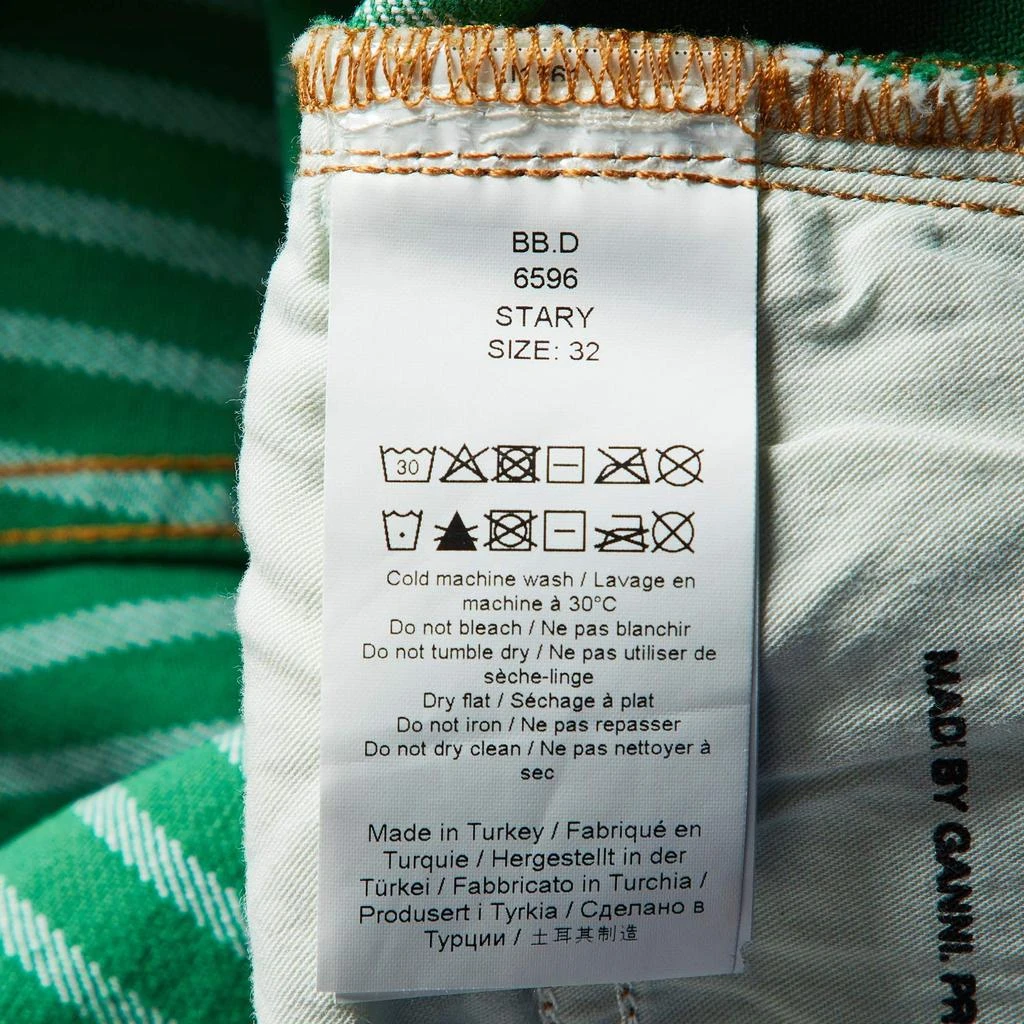 BB.D
6596
STARY
SIZE: 32
30
Cold machine wash / Lavage en
machine à 30°C
Do not bleach / Ne pas blanchir
Do not tumble dry / Ne pas utiliser de
sèche-linge
Dry flat / Séchage à plat
Do not iron / Ne pas repasser
Do not dry clean / Ne pas nettoyer à
sec
Made in Turkey / Fabriqué en
Turquie / Hergestellt in der
Türkei / Fabbricato in Turchia /
Produsert i Tyrkia / Сделано в
Турции / 土耳其制造
BY GANNI.